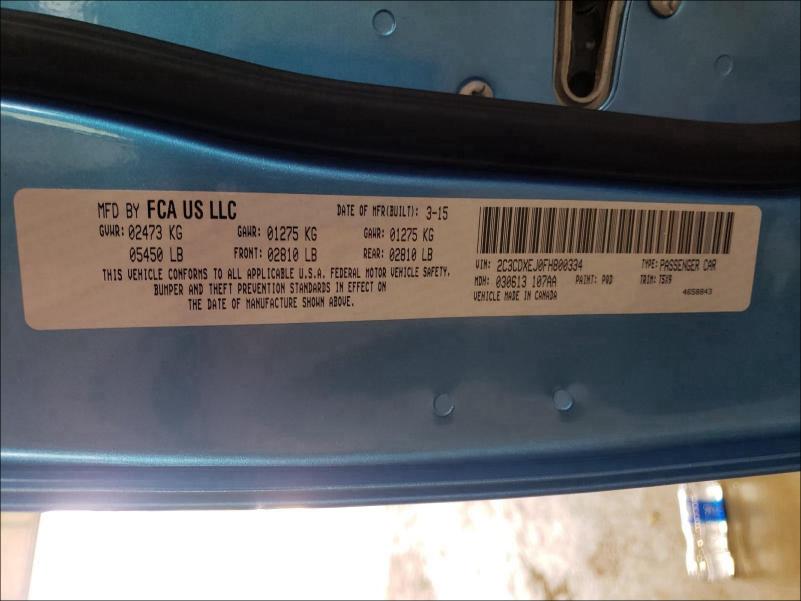 MFD BY FCA US LLC DATE OF MFR(BUILT): 3-15
GVWR: 02473 KG GAWR: 01275 KG GAWR: 01275 KG
05450 LB FRONT: 02810 LB REAR: 02810 LB
THIS VEHICLE CONFORMS TO ALL APPLICABLE U.S.A. FEDERAL MOTOR VEHICLE SAFETY,
BUMPER AND THEFT PREVENTION STANDARDS IN EFFECT ON
THE DATE OF MANUFACTURE SHOWN ABOVE.
VIN: 2C3CDXEJ0FH800334 TYPE: PASSENGER CAR
MDH: 030613 107AA PAINT: PQD TRIM: T5X9
VEHICLE MADE IN CANADA 4658843